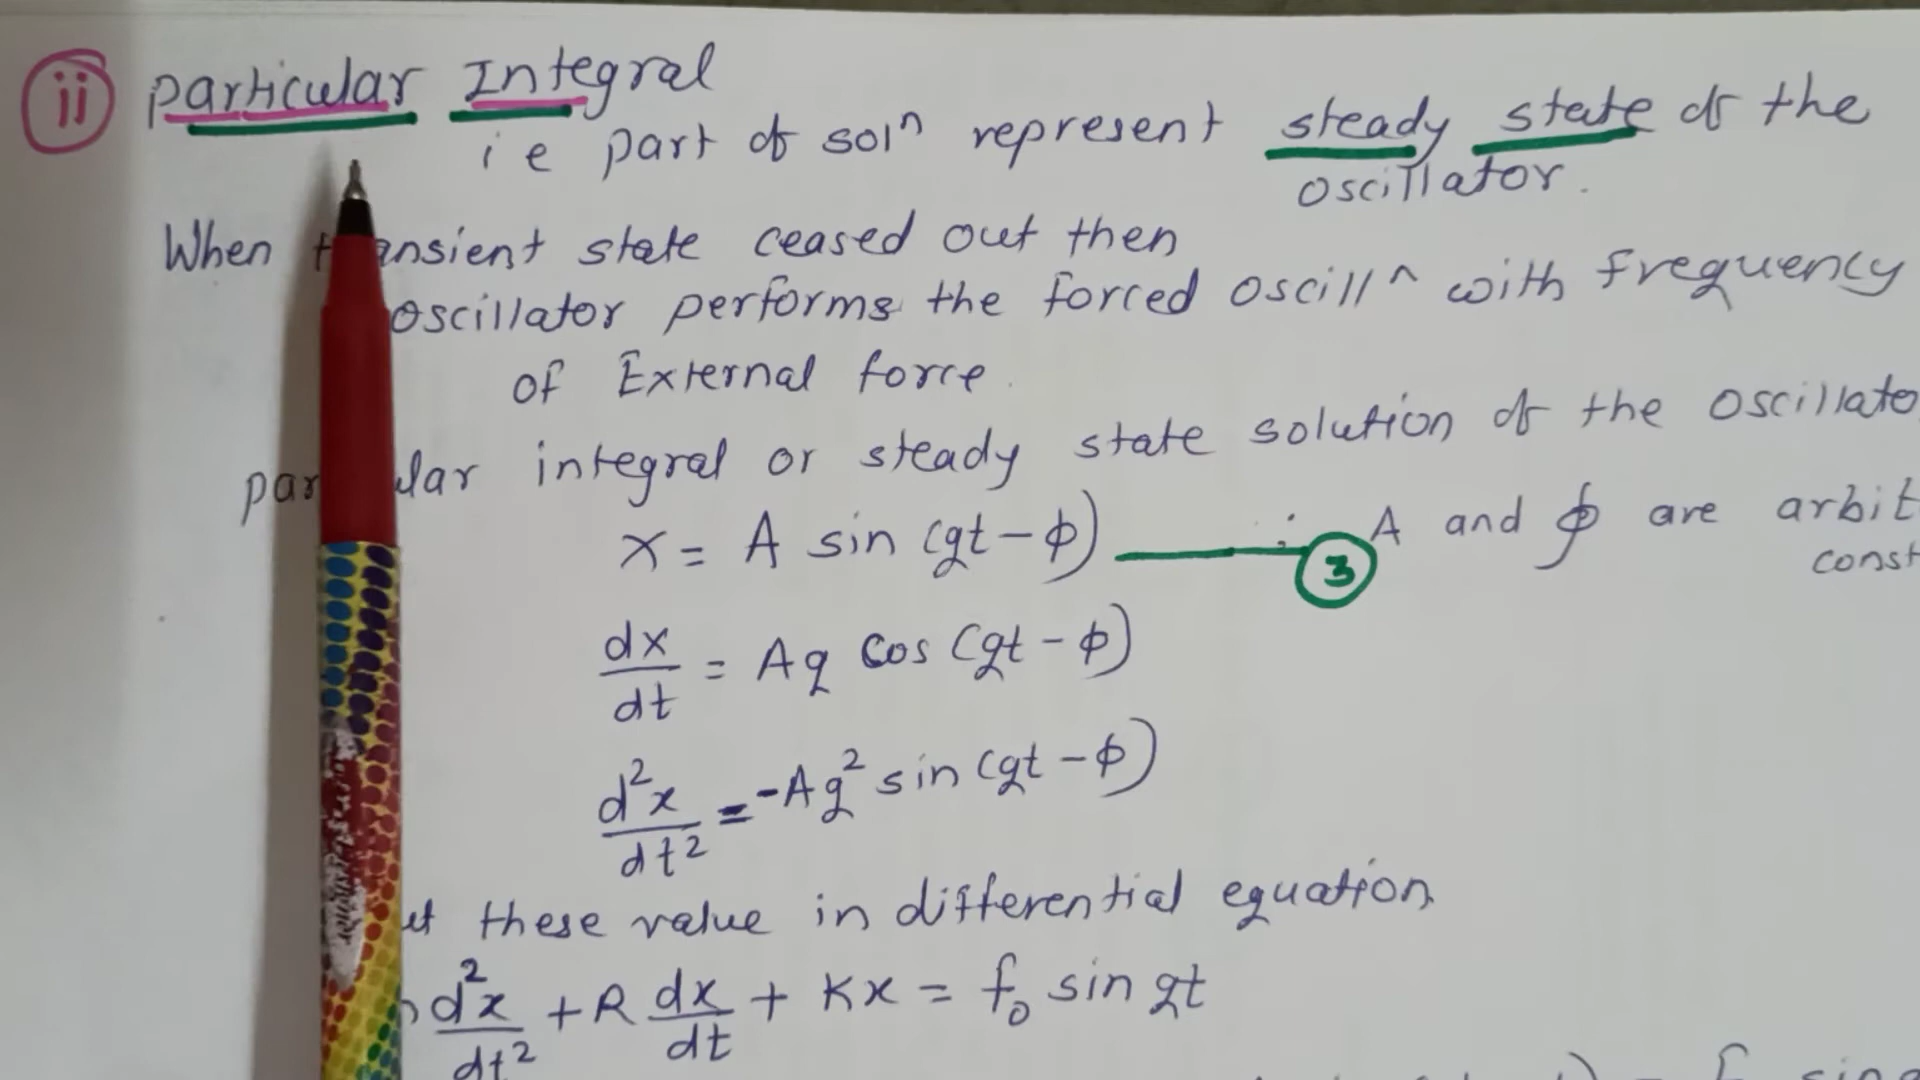 ii particular Integral
i e part of solⁿ represent steady state of the
oscillator.
When ansient state ceased out then
oscillator performs the forced oscill^ with frequency
of External force.
par ular integral or steady state solution of the oscillato
x = A sin (qt - φ) ③ A and φ are arbit
const
dx/dt = Aq cos (qt - φ)
d²x/dt² = -Aq² sin (qt - φ)
ut these value in differential equation
d²x/dt² + R dx/dt + Kx = f₀ sin qt